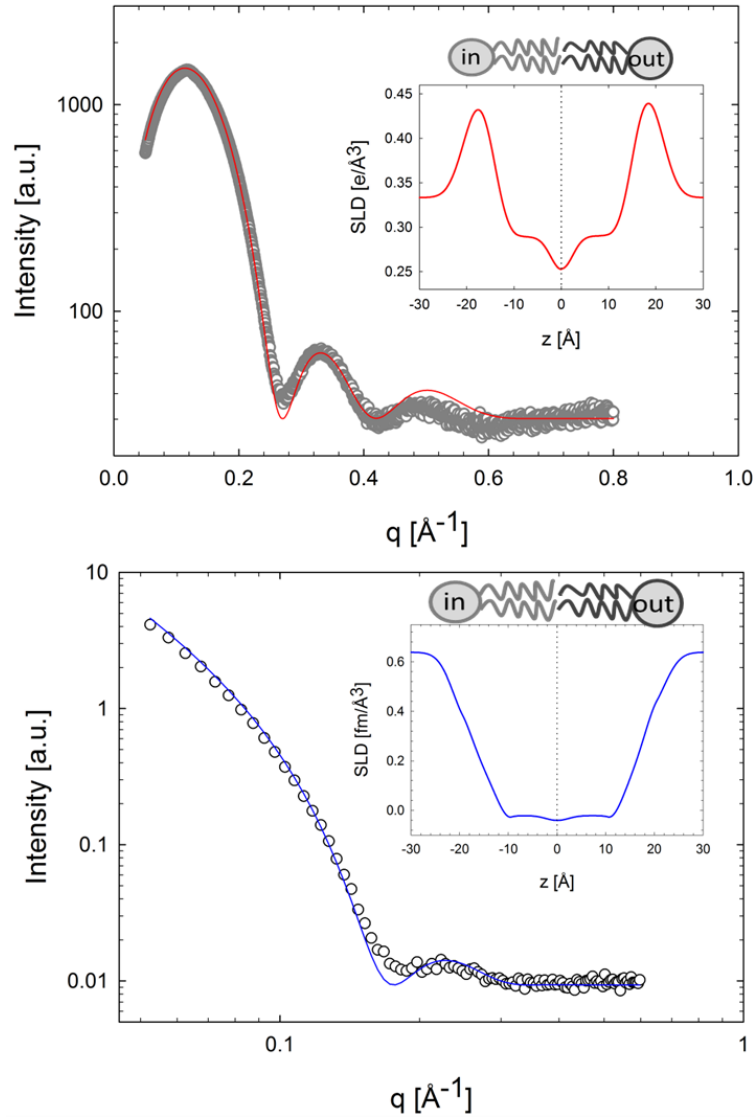 1000
100
Intensity [a.u.]
in
out
0.45
0.40
0.35
0.30
0.25
SLD [e/Å³]
-30 -20 -10 0 10 20 30
z [Å]
0.0 0.2 0.4 0.6 0.8 1.0
q [Å⁻¹]
10
1
0.1
0.01
Intensity [a.u.]
in
out
0.6
0.4
0.2
0.0
SLD [fm/Å³]
-30 -20 -10 0 10 20 30
z [Å]
0.1 1
q [Å⁻¹]